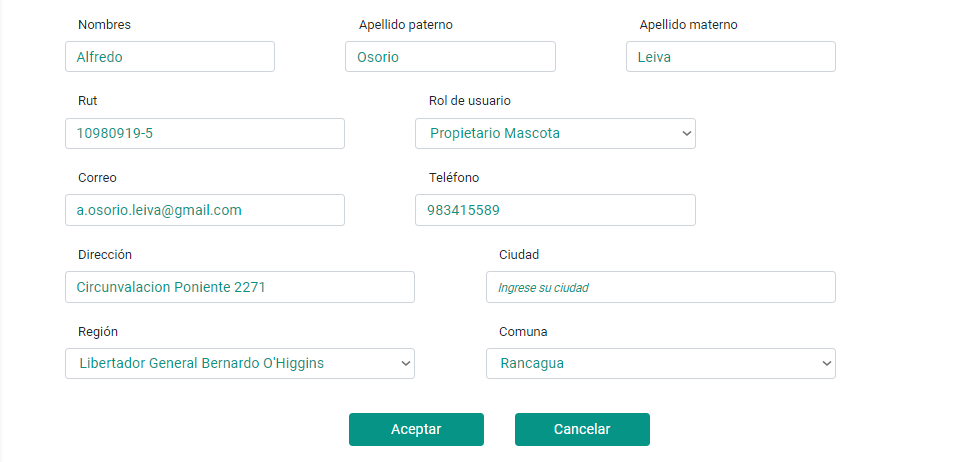 Nombres Apellido paterno Apellido materno
Alfredo Osorio Leiva
Rut Rol de usuario
10980919-5 Propietario Mascota
Correo Teléfono
a.osorio.leiva@gmail.com 983415589
Dirección Ciudad
Circunvalacion Poniente 2271 Ingrese su ciudad
Región Comuna
Libertador General Bernardo O'Higgins Rancagua
Aceptar Cancelar